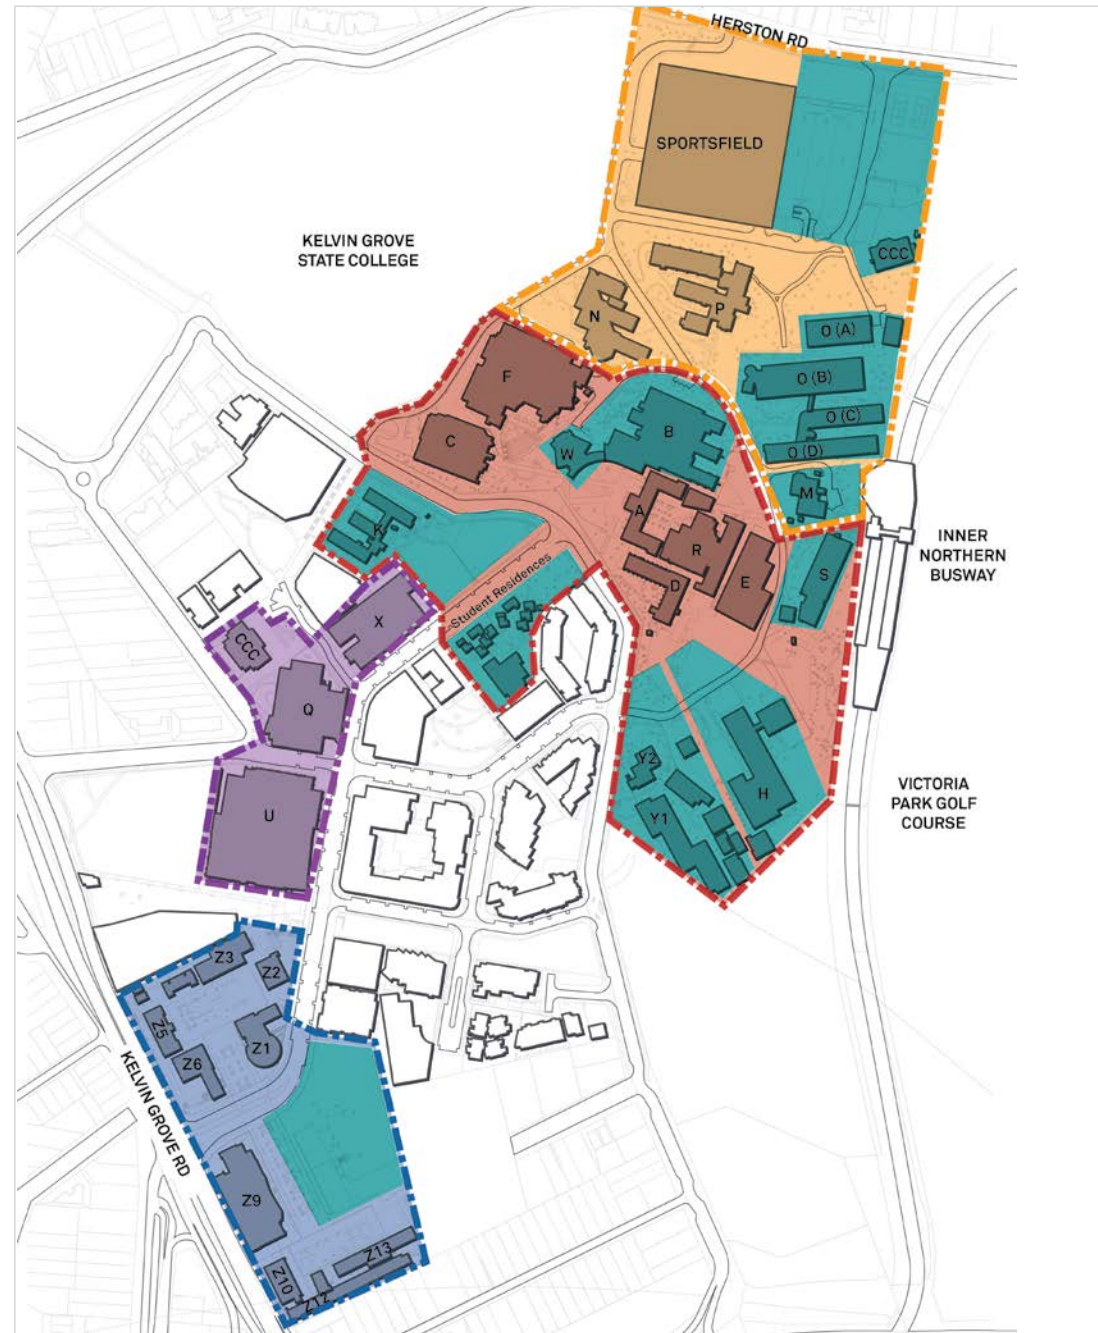 HERSTON RD
SPORTSFIELD
KELVIN GROVE
STATE COLLEGE
CCC
P
N
O (A)
O (B)
O (C)
O (D)
F
C
B
W
M
A
K
R
E
D
S
INNER
NORTHERN
BUSWAY
Student Residences
X
CCC
Q
U
Y2
Y1
H
VICTORIA
PARK GOLF
COURSE
Z3
Z2
Z5
Z1
Z6
KELVIN GROVE RD
Z9
Z13
Z10
Z12